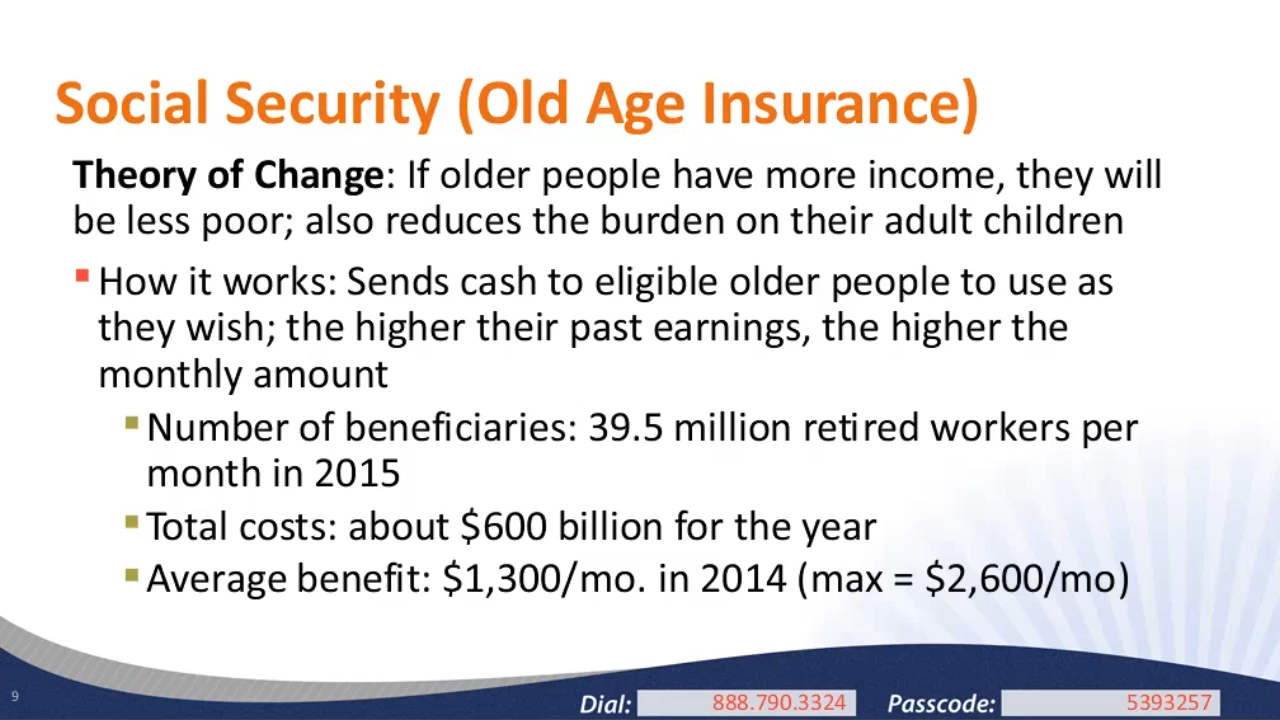 Social Security (Old Age Insurance)
Theory of Change: If older people have more income, they will
be less poor; also reduces the burden on their adult children
How it works: Sends cash to eligible older people to use as
they wish; the higher their past earnings, the higher the
monthly amount
Number of beneficiaries: 39.5 million retired workers per
month in 2015
Total costs: about $600 billion for the year
Average benefit: $1,300/mo. in 2014 (max = $2,600/mo)
9
Dial: 888.790.3324 Passcode: 5393257